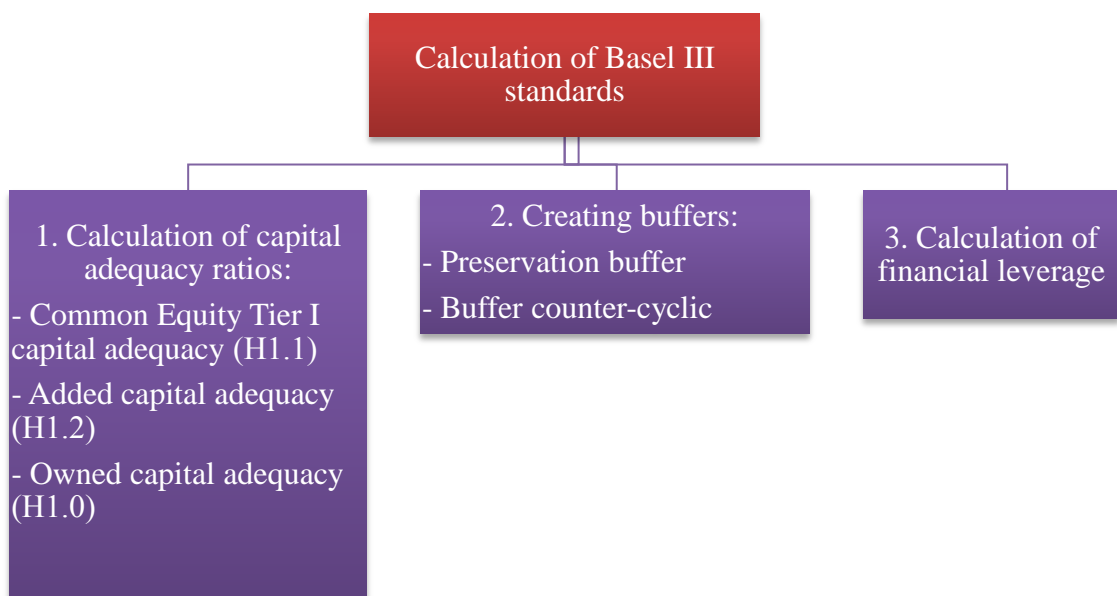 Calculation of Basel III
standards
1. Calculation of capital
adequacy ratios:
- Common Equity Tier I
capital adequacy (H1.1)
- Added capital adequacy
(H1.2)
- Owned capital adequacy
(H1.0)
2. Creating buffers:
- Preservation buffer
- Buffer counter-cyclic
3. Calculation of
financial leverage